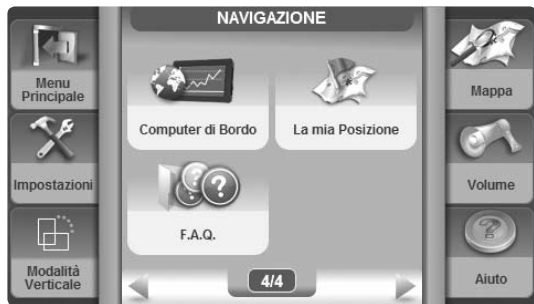 NAVIGAZIONE
Menu
Principale
Computer di Bordo
La mia Posizione
Mappa
Impostazioni
F.A.Q.
Volume
Modalità
Verticale
4/4
Aiuto